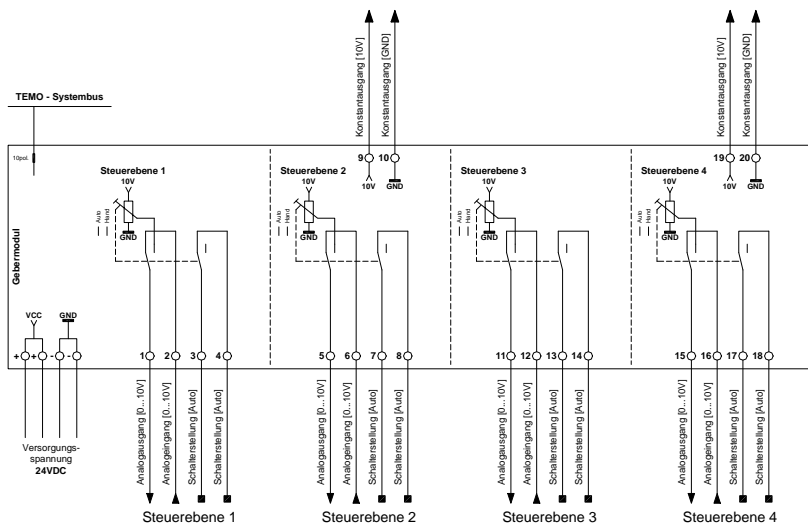 Konstantausgang [10V]
Konstantausgang [GND]
Konstantausgang [10V]
Konstantausgang [GND]
TEMO - Systembus
10pol.
9
10
10V
GND
19
20
10V
GND
Gebermodul
Steuerebene 1
10V
Auto
Hand
GND
Steuerebene 2
10V
Auto
Hand
GND
Steuerebene 3
10V
Auto
Hand
GND
Steuerebene 4
10V
Auto
Hand
GND
VCC
GND
+
+
-
-
1
2
3
4
5
6
7
8
11
12
13
14
15
16
17
18
Versorgungs-
spannung
24VDC
Analogausgang [0...10V]
Analogeingang [0...10V]
Schalterstellung [Auto]
Schalterstellung [Auto]
Analogausgang [0...10V]
Analogeingang [0...10V]
Schalterstellung [Auto]
Schalterstellung [Auto]
Analogausgang [0...10V]
Analogeingang [0...10V]
Schalterstellung [Auto]
Schalterstellung [Auto]
Analogausgang [0...10V]
Analogeingang [0...10V]
Schalterstellung [Auto]
Schalterstellung [Auto]
Steuerebene 1
Steuerebene 2
Steuerebene 3
Steuerebene 4